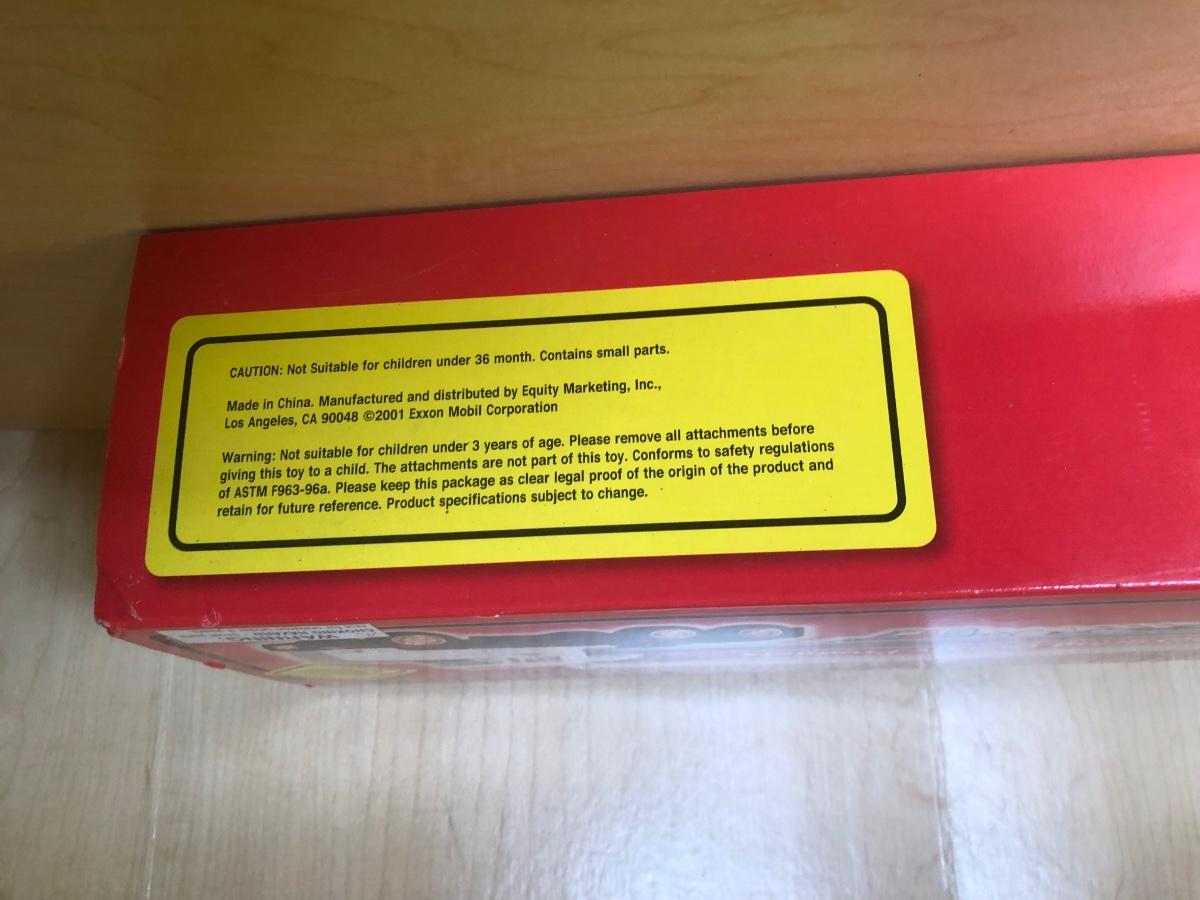 CAUTION: Not Suitable for children under 36 month. Contains small parts.
Made in China. Manufactured and distributed by Equity Marketing, Inc.,
Los Angeles, CA 90048 ©2001 Exxon Mobil Corporation
Warning: Not suitable for children under 3 years of age. Please remove all attachments before
giving this toy to a child. The attachments are not part of this toy. Conforms to safety regulations
of ASTM F963-96a. Please keep this package as clear legal proof of the origin of the product and
retain for future reference. Product specifications subject to change.
WARNING:
CHOKING HAZARD